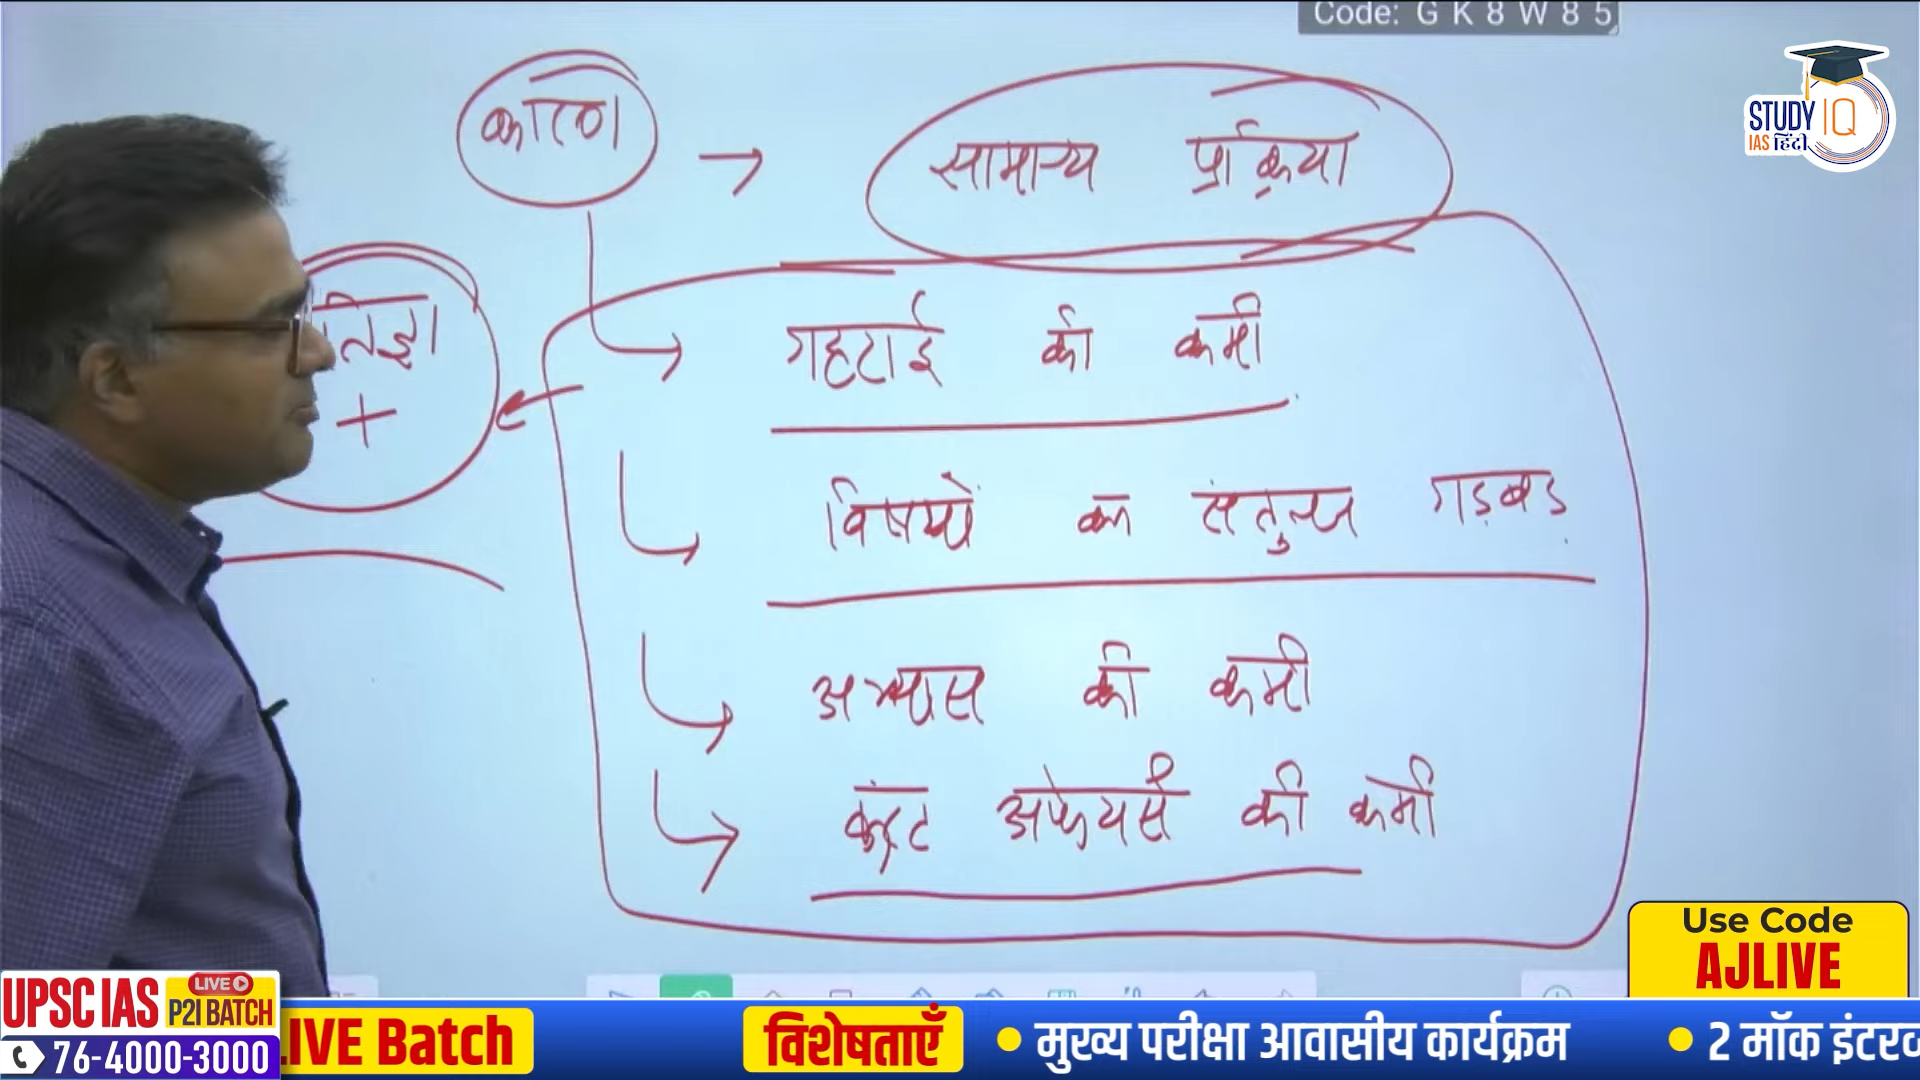 Code: G K 8 W 8 5
STUDY IQ
IAS हिंदी
कारण → सामान्य प्रक्रिया
+
गहराई की कमी
विषयों का संतुलन गड़बड़
अभ्यास की कमी
करंट अफेयर्स की कमी
Use Code
AJLIVE
LIVE
UPSC IAS P2I BATCH
76-4000-3000
LIVE Batch
विशेषताएँ
• मुख्य परीक्षा आवासीय कार्यक्रम
• 2 मॉक